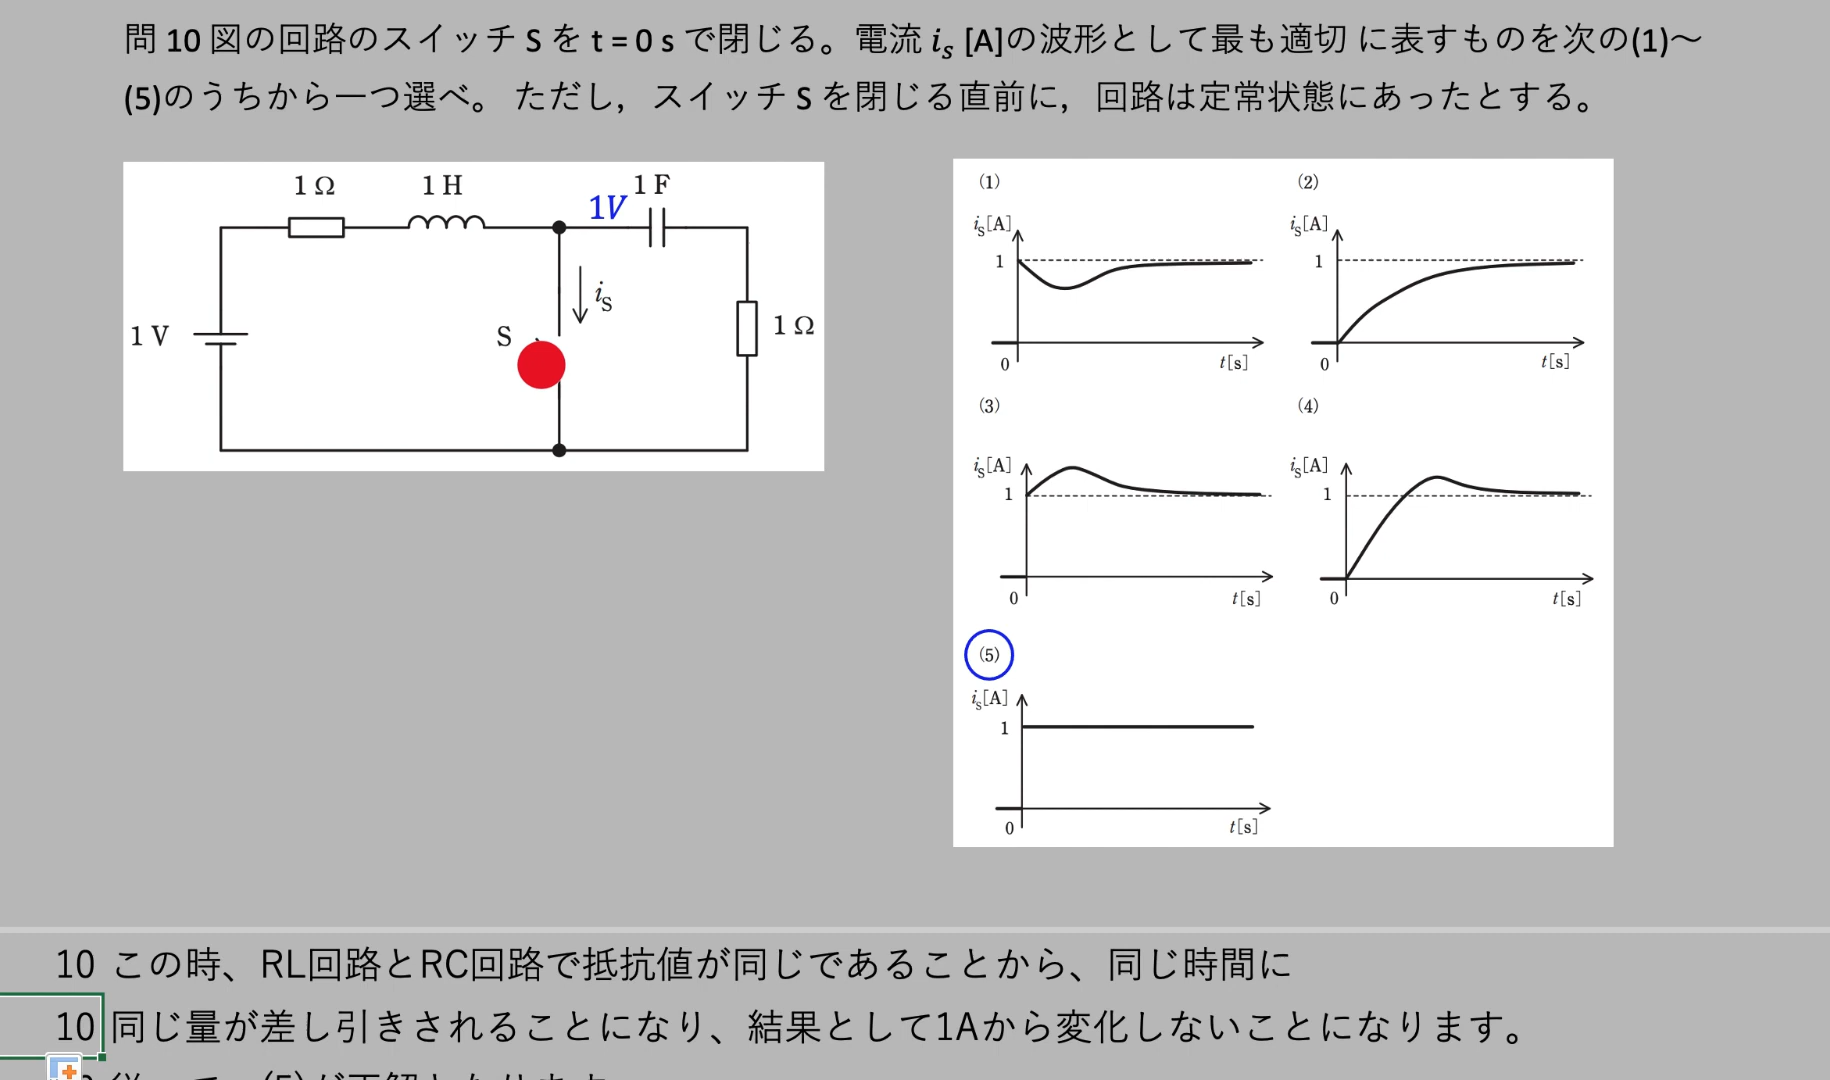 問 10 図の回路のスイッチ S を t = 0 s で閉じる。電流 is [A]の波形として最も適切 に表すものを次の(1)～
(5)のうちから一つ選べ。 ただし，スイッチ S を閉じる直前に，回路は定常状態にあったとする。
1 Ω
1 H
1V
1 F
is
1 V
S
1 Ω
(1)
is[A]
1
0
t[s]
(2)
is[A]
1
0
t[s]
(3)
is[A]
1
0
t[s]
(4)
is[A]
1
0
t[s]
(5)
is[A]
1
0
t[s]
10 この時、RL回路とRC回路で抵抗値が同じであることから、同じ時間に
10 同じ量が差し引きされることになり、結果として1Aから変化しないことになります。